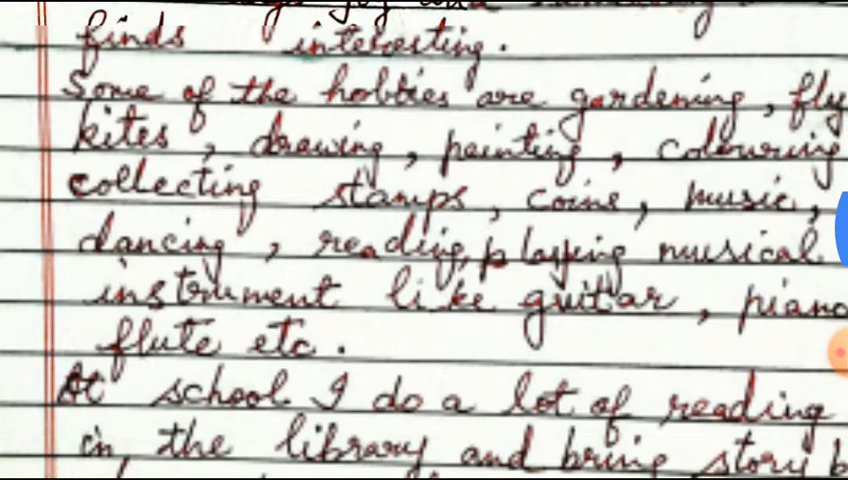 finds interesting.
Some of the hobbies are gardening, fly
kites, drawing, painting, colouring
collecting stamps, coins, music,
dancing, reading, playing musical
instrument like guitar, piano
flute etc.
At school I do a lot of reading
in the library and bring story b